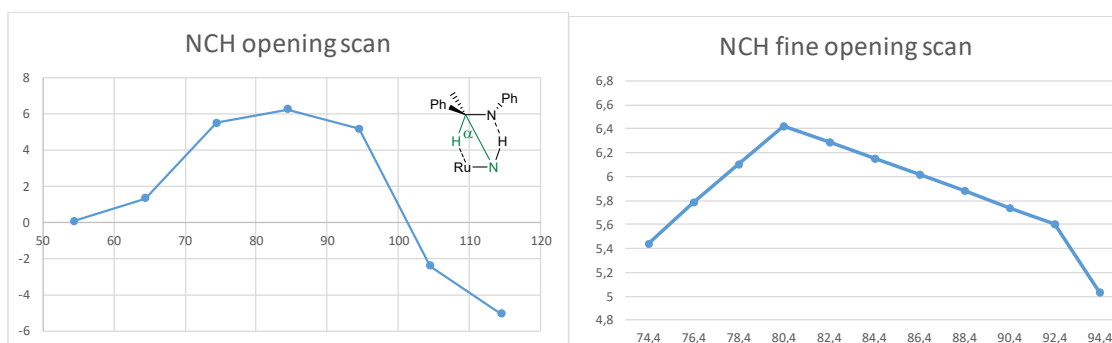 NCH opening scan
8
6
4
2
0
-2
-4
-6
50 60 70 80 90 100 110 120
Ph
N
Ph
H
α
H
Ru
N
NCH fine opening scan
6,8
6,6
6,4
6,2
6
5,8
5,6
5,4
5,2
5
4,8
74,4 76,4 78,4 80,4 82,4 84,4 86,4 88,4 90,4 92,4 94,4